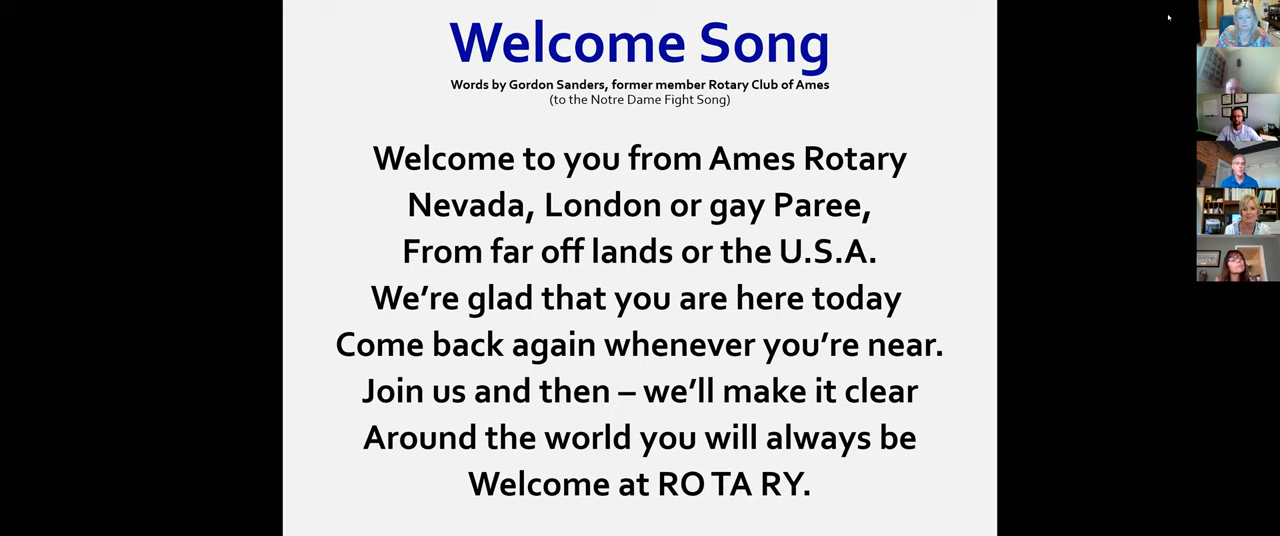 Welcome Song
Words by Gordon Sanders, former member Rotary Club of Ames
(to the Notre Dame Fight Song)
Welcome to you from Ames Rotary
Nevada, London or gay Paree,
From far off lands or the U.S.A.
We’re glad that you are here today
Come back again whenever you’re near.
Join us and then – we’ll make it clear
Around the world you will always be
Welcome at RO TA RY.